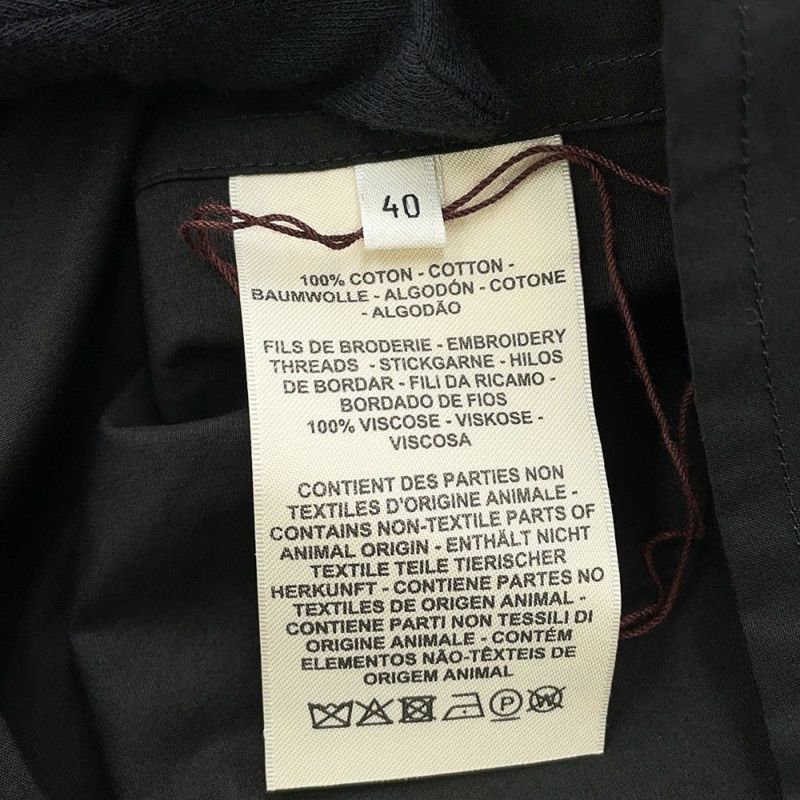 40
100% COTON - COTTON -
BAUMWOLLE - ALGODÓN - COTONE
- ALGODÃO
FILS DE BRODERIE - EMBROIDERY
THREADS - STICKGARNE - HILOS
DE BORDAR - FILI DA RICAMO -
BORDADO DE FIOS
100% VISCOSE - VISKOSE -
VISCOSA
CONTIENT DES PARTIES NON
TEXTILES D'ORIGINE ANIMALE -
CONTAINS NON-TEXTILE PARTS OF
ANIMAL ORIGIN - ENTHÄLT NICHT
TEXTILE TEILE TIERISCHER
HERKUNFT - CONTIENE PARTES NO
TEXTILES DE ORIGEN ANIMAL -
CONTIENE PARTI NON TESSILI DI
ORIGINE ANIMALE - CONTÉM
ELEMENTOS NÃO-TÊXTEIS DE
ORIGEM ANIMAL
P W